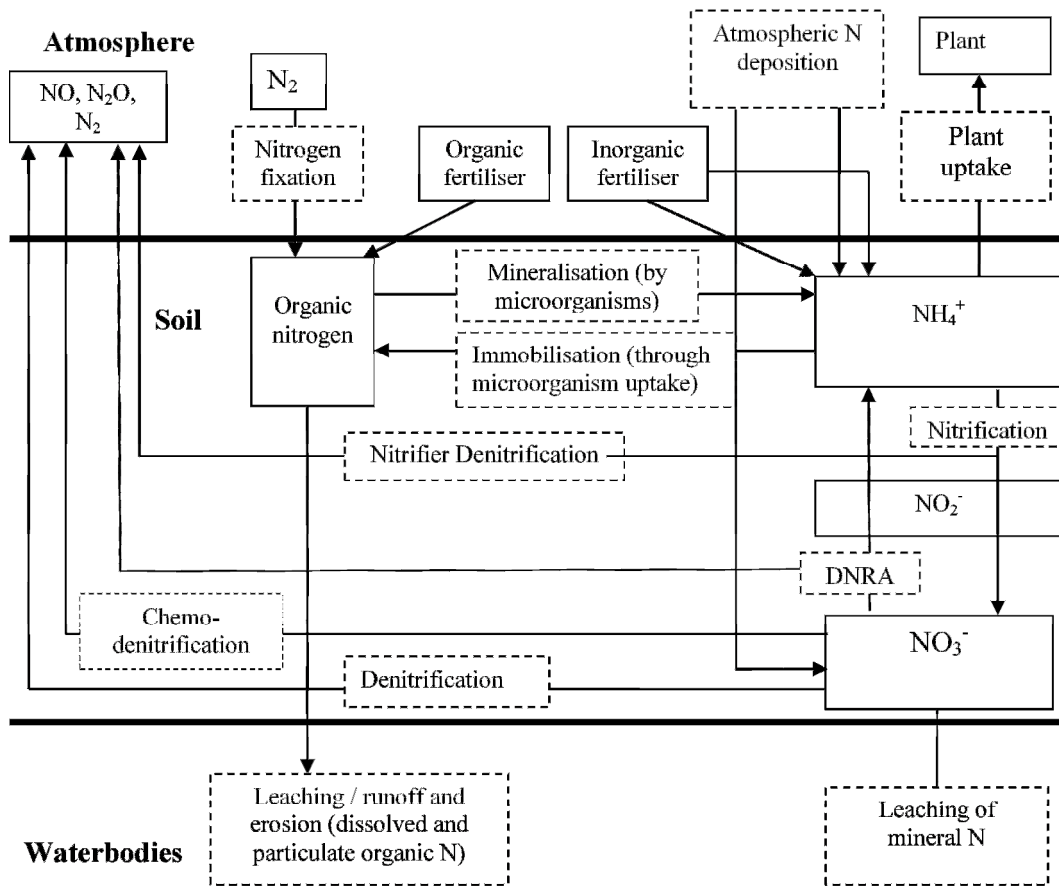 Atmosphere
NO, N₂O,
N₂
N₂
Nitrogen
fixation
Organic
fertiliser
Inorganic
fertiliser
Atmospheric N
deposition
Plant
Plant
uptake
Soil
Organic
nitrogen
Mineralisation (by
microorganisms)
Immobilisation (through
microorganism uptake)
NH₄⁺
Nitrification
Nitrifier Denitrification
NO₂⁻
DNRA
Chemo-
denitrification
NO₃⁻
Denitrification
Waterbodies
Leaching / runoff and
erosion (dissolved and
particulate organic N)
Leaching of
mineral N